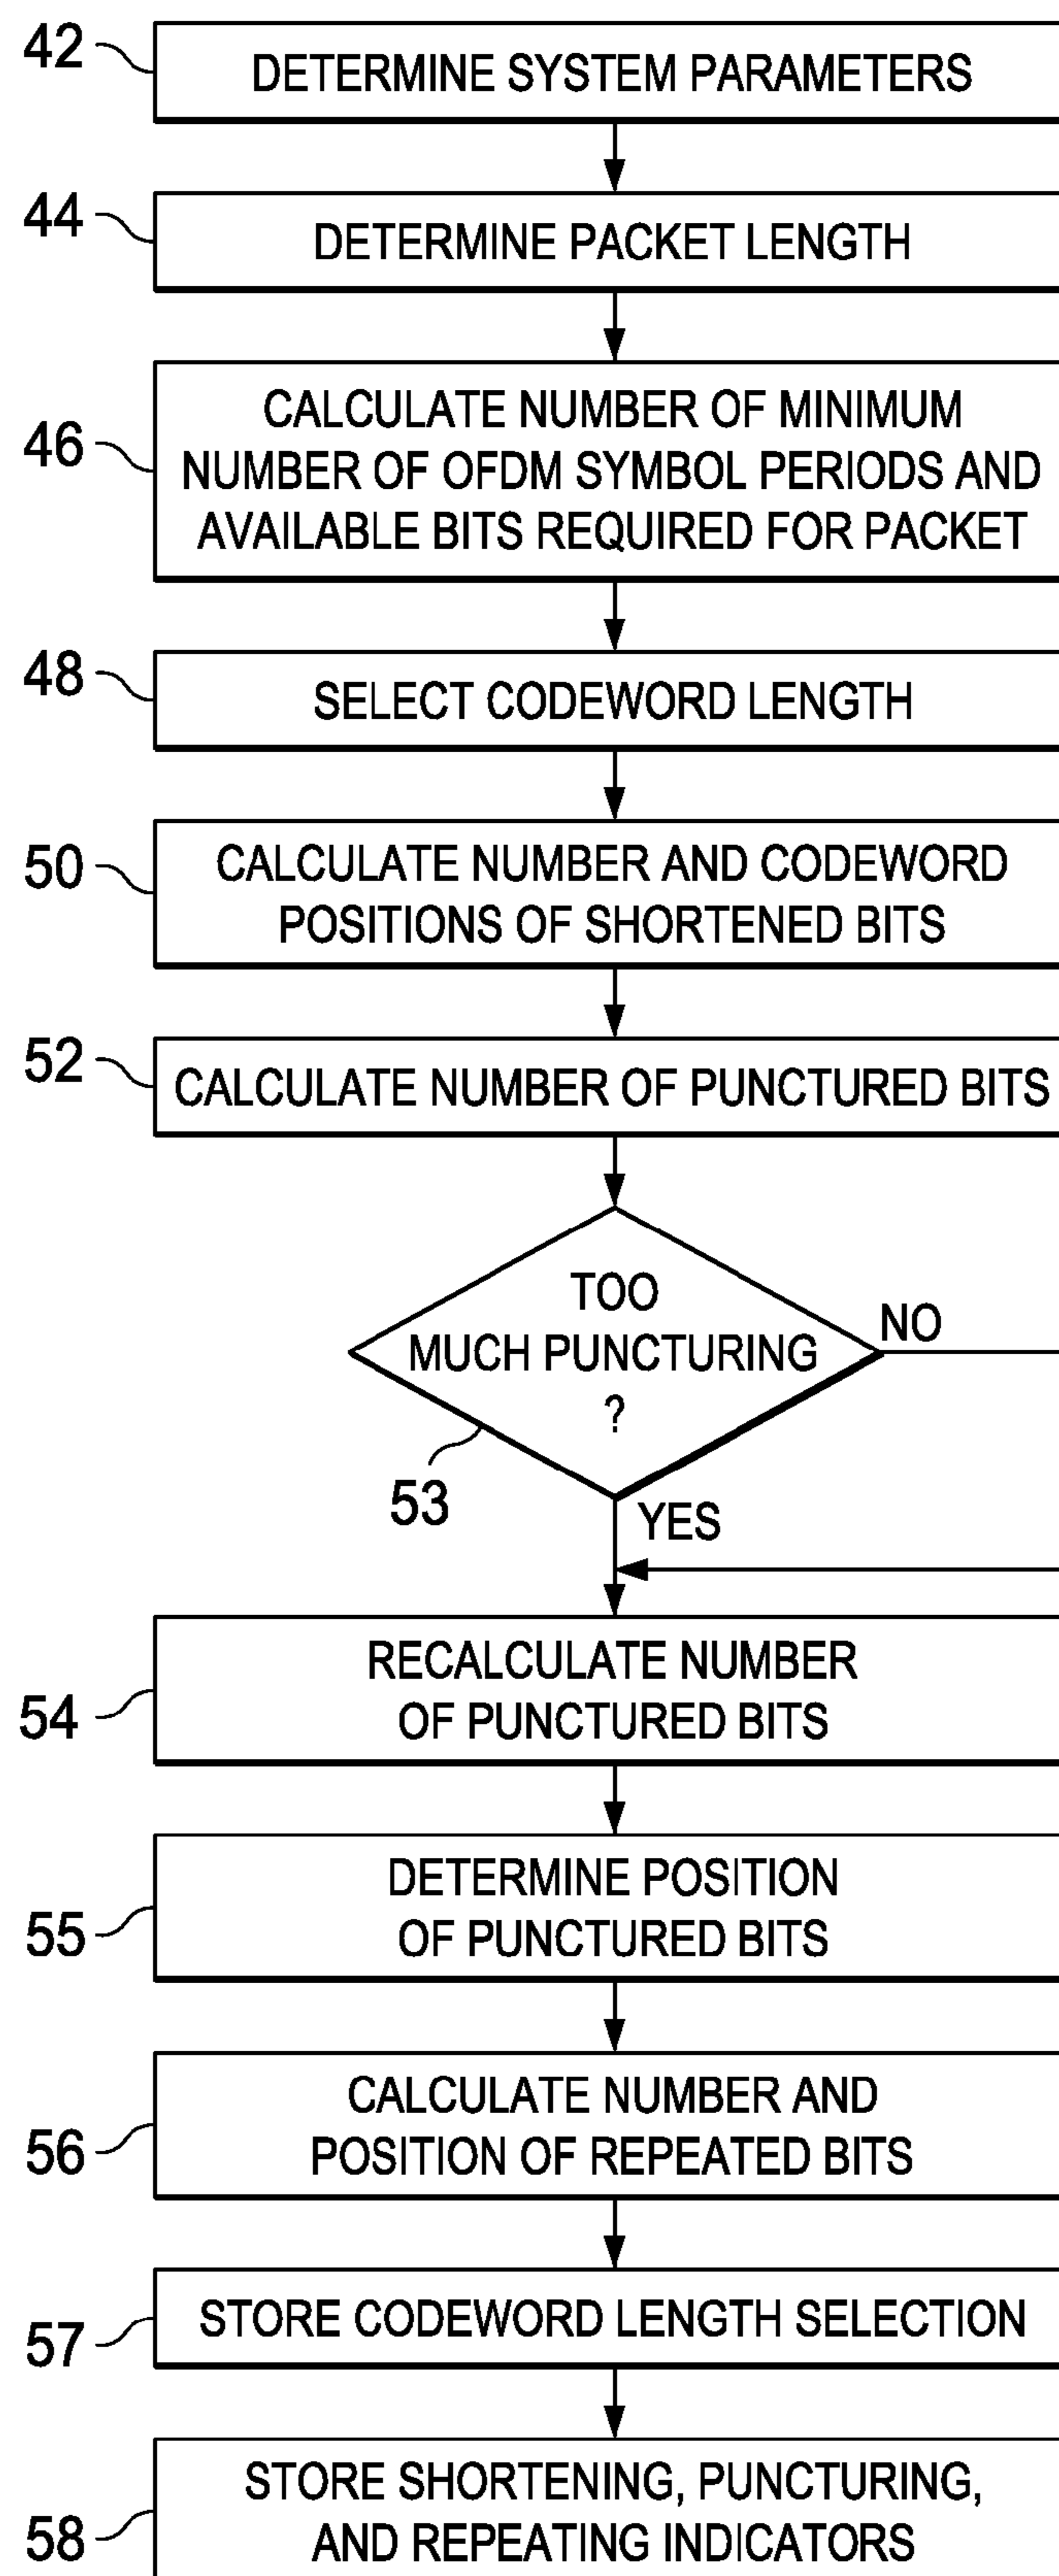 42
DETERMINE SYSTEM PARAMETERS
44
DETERMINE PACKET LENGTH
46
CALCULATE NUMBER OF MINIMUM
NUMBER OF OFDM SYMBOL PERIODS AND
AVAILABLE BITS REQUIRED FOR PACKET
48
SELECT CODEWORD LENGTH
50
CALCULATE NUMBER AND CODEWORD
POSITIONS OF SHORTENED BITS
52
CALCULATE NUMBER OF PUNCTURED BITS
TOO
MUCH PUNCTURING
?
NO
53
YES
54
RECALCULATE NUMBER
OF PUNCTURED BITS
55
DETERMINE POSITION
OF PUNCTURED BITS
56
CALCULATE NUMBER AND
POSITION OF REPEATED BITS
57
STORE CODEWORD LENGTH SELECTION
58
STORE SHORTENING, PUNCTURING,
AND REPEATING INDICATORS